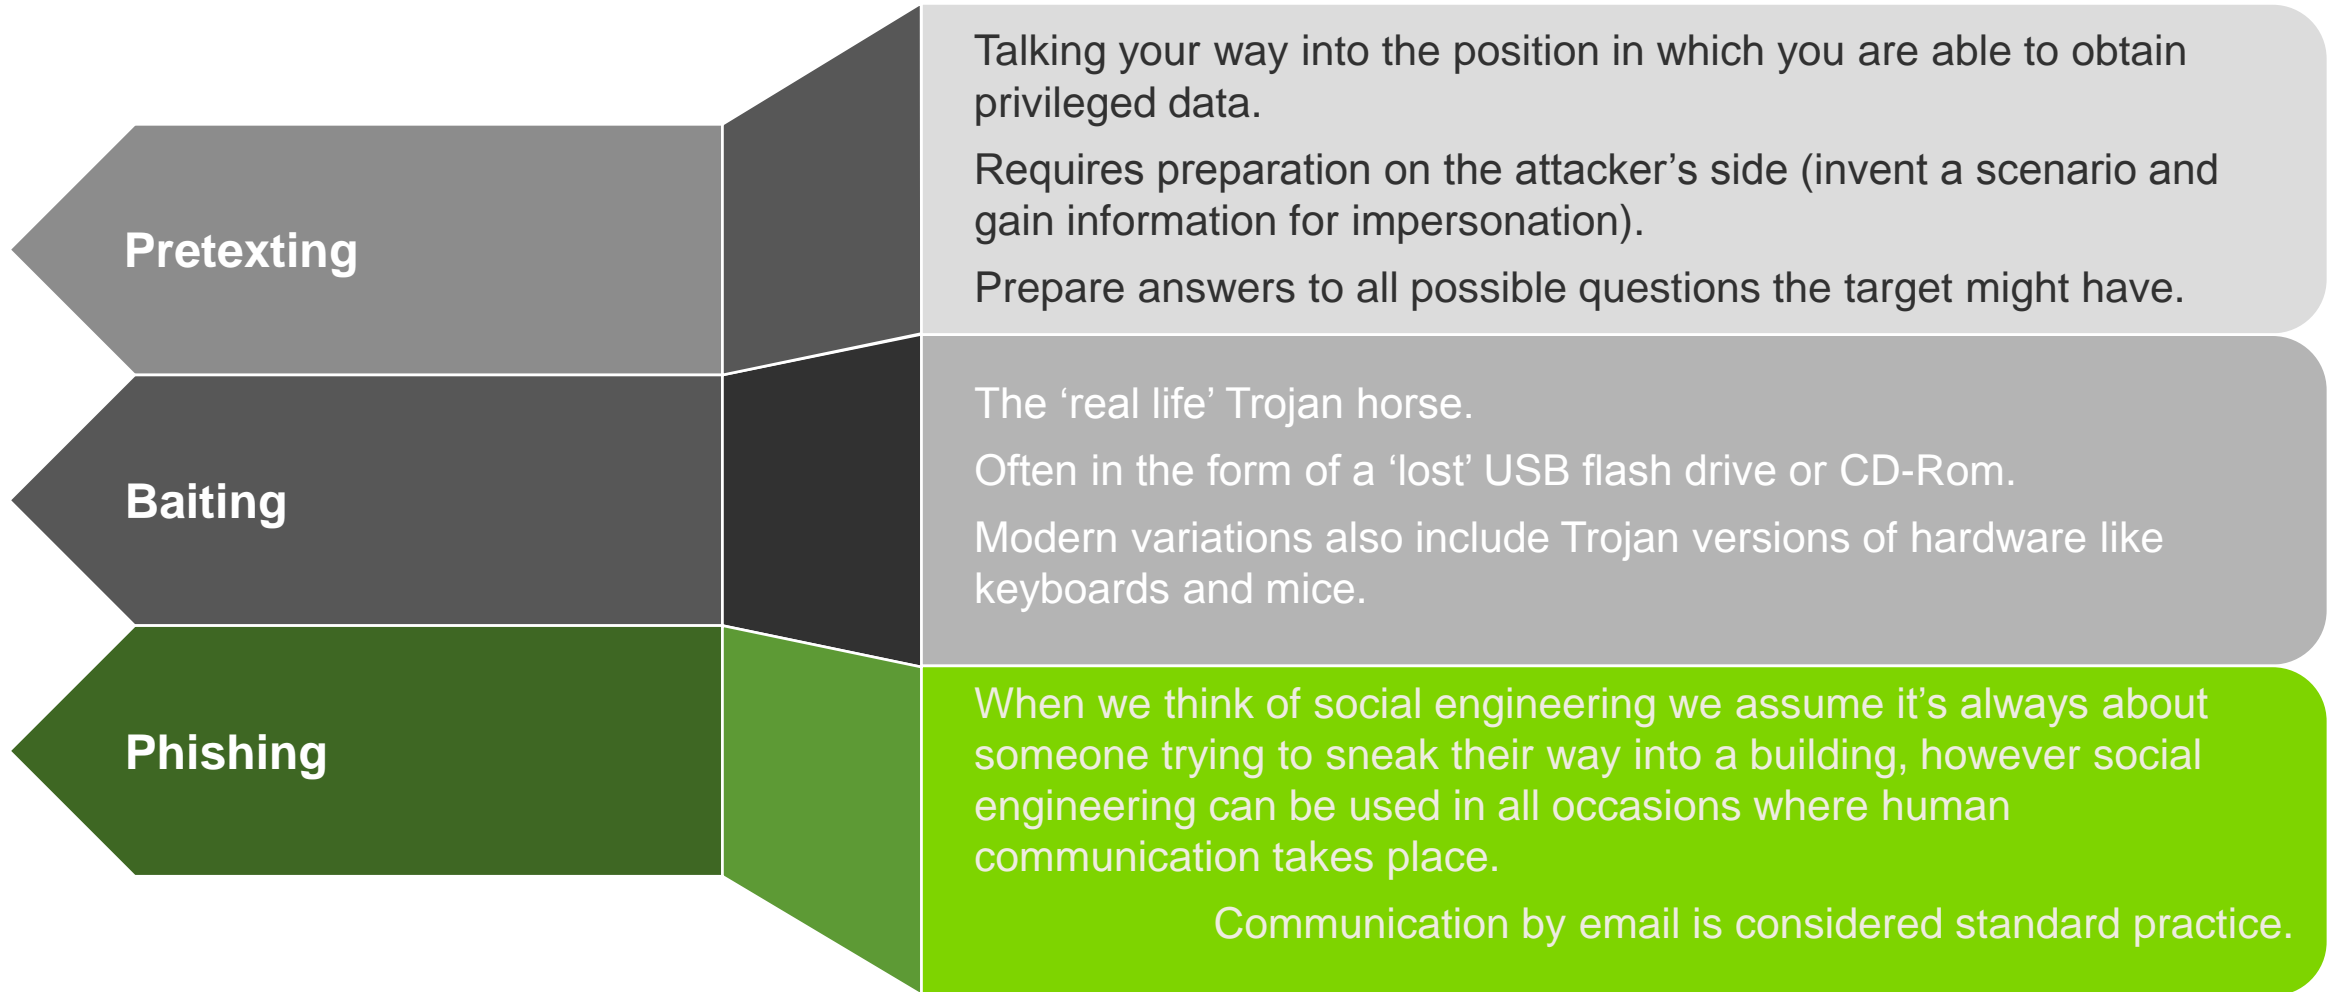 Pretexting
Talking your way into the position in which you are able to obtain
privileged data.
Requires preparation on the attacker’s side (invent a scenario and
gain information for impersonation).
Prepare answers to all possible questions the target might have.
Baiting
The ‘real life’ Trojan horse.
Often in the form of a ‘lost’ USB flash drive or CD-Rom.
Modern variations also include Trojan versions of hardware like
keyboards and mice.
Phishing
When we think of social engineering we assume it’s always about
someone trying to sneak their way into a building, however social
engineering can be used in all occasions where human
communication takes place.
Communication by email is considered standard practice.